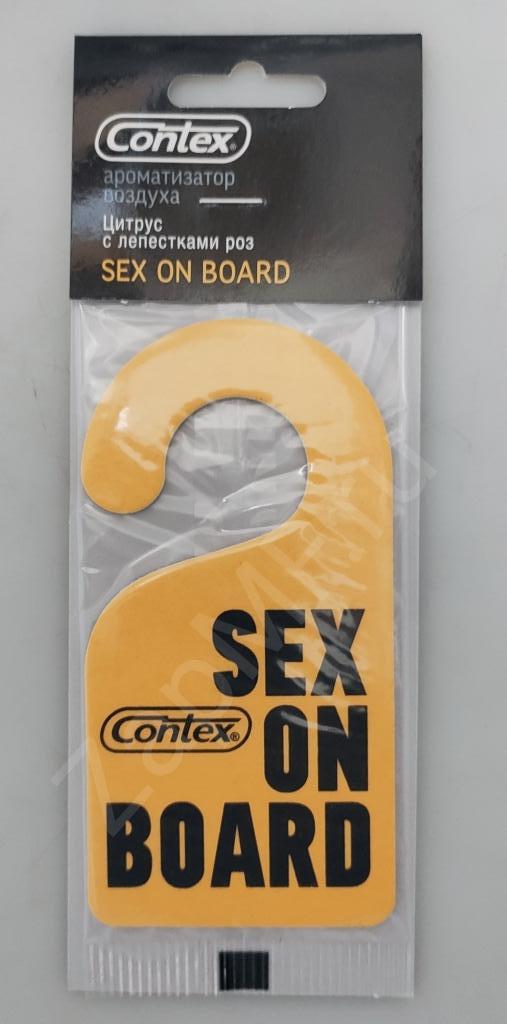 Contex®
ароматизатор
воздуха
Цитрус
с лепестками роз
SEX ON BOARD
SEX
Contex®
ON
BOARD